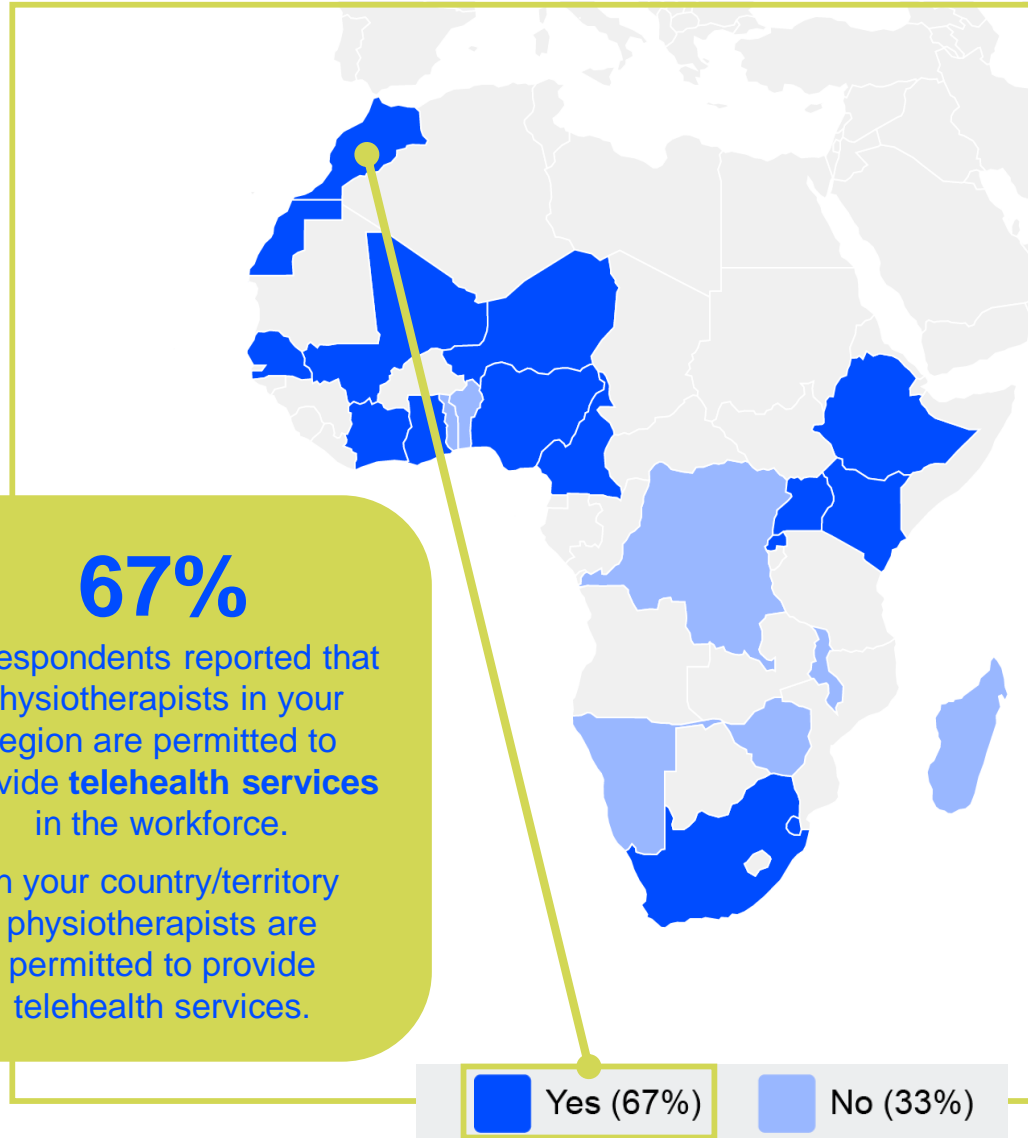 67%
espondents reported that
hysiotherapists in your
egion are permitted to
vide telehealth services
in the workforce.
n your country/territory
physiotherapists are
permitted to provide
telehealth services.
Yes (67%)
No (33%)